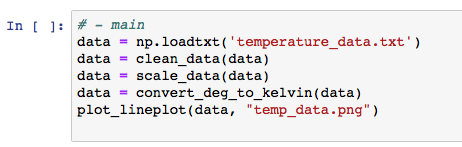 In [ ]:
# - main
data = np.loadtxt('temperature_data.txt')
data = clean_data(data)
data = scale_data(data)
data = convert_deg_to_kelvin(data)
plot_lineplot(data, "temp_data.png")